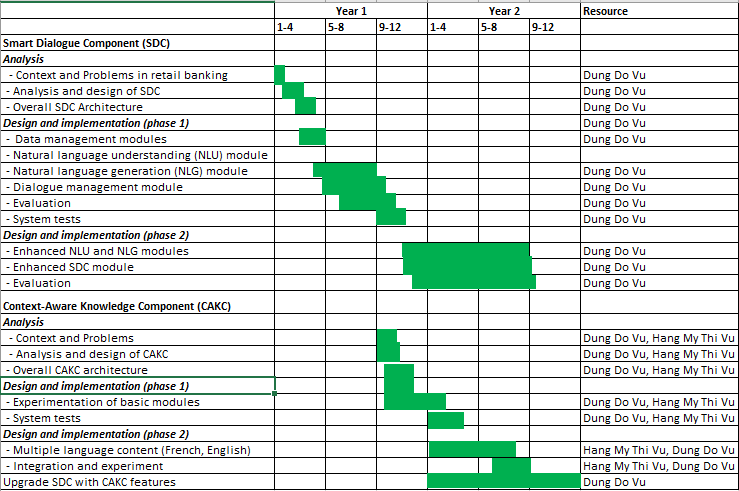 Year 1 Year 2 Resource
1-4 5-8 9-12 1-4 5-8 9-12
Smart Dialogue Component (SDC)
Analysis
- Context and Problems in retail banking Dung Do Vu
- Analysis and design of SDC Dung Do Vu
- Overall SDC Architecture Dung Do Vu
Design and implementation (phase 1) Dung Do Vu
- Data management modules Dung Do Vu
- Natural language understanding (NLU) module
- Natural language generation (NLG) module Dung Do Vu
- Dialogue management module Dung Do Vu
- Evaluation Dung Do Vu
- System tests Dung Do Vu
Design and implementation (phase 2)
- Enhanced NLU and NLG modules Dung Do Vu
- Enhanced SDC module Dung Do Vu
- Evaluation Dung Do Vu
Context-Aware Knowledge Component (CAKC)
Analysis
- Context and Problems Dung Do Vu, Hang My Thi Vu
- Analysis and design of CAKC Dung Do Vu, Hang My Thi Vu
- Overall CAKC architecture Dung Do Vu, Hang My Thi Vu
Design and implementation (phase 1)
- Experimentation of basic modules Dung Do Vu, Hang My Thi Vu
- System tests Dung Do Vu, Hang My Thi Vu
Design and implementation (phase 2)
- Multiple language content (French, English) Hang My Thi Vu, Dung Do Vu
- Integration and experiment Hang My Thi Vu, Dung Do Vu
Upgrade SDC with CAKC features Dung Do Vu